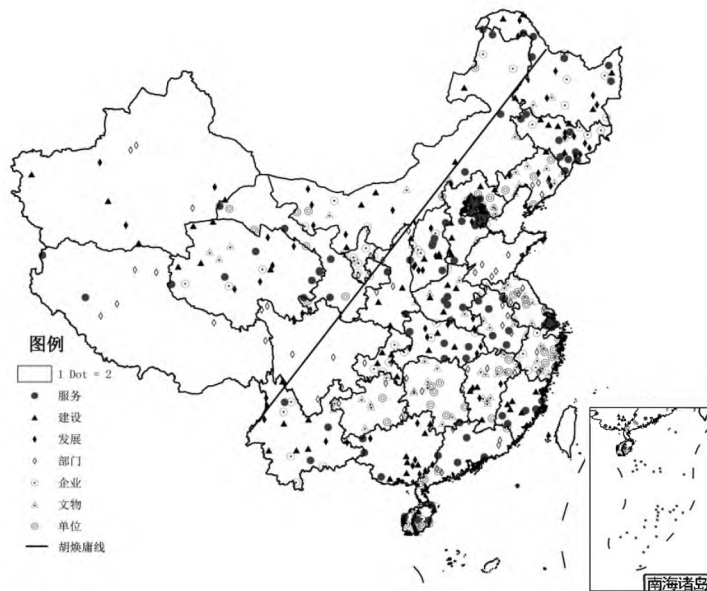 图例
1 Dot = 2
服务
建设
发展
部门
企业
文物
单位
胡焕庸线
南海诸岛